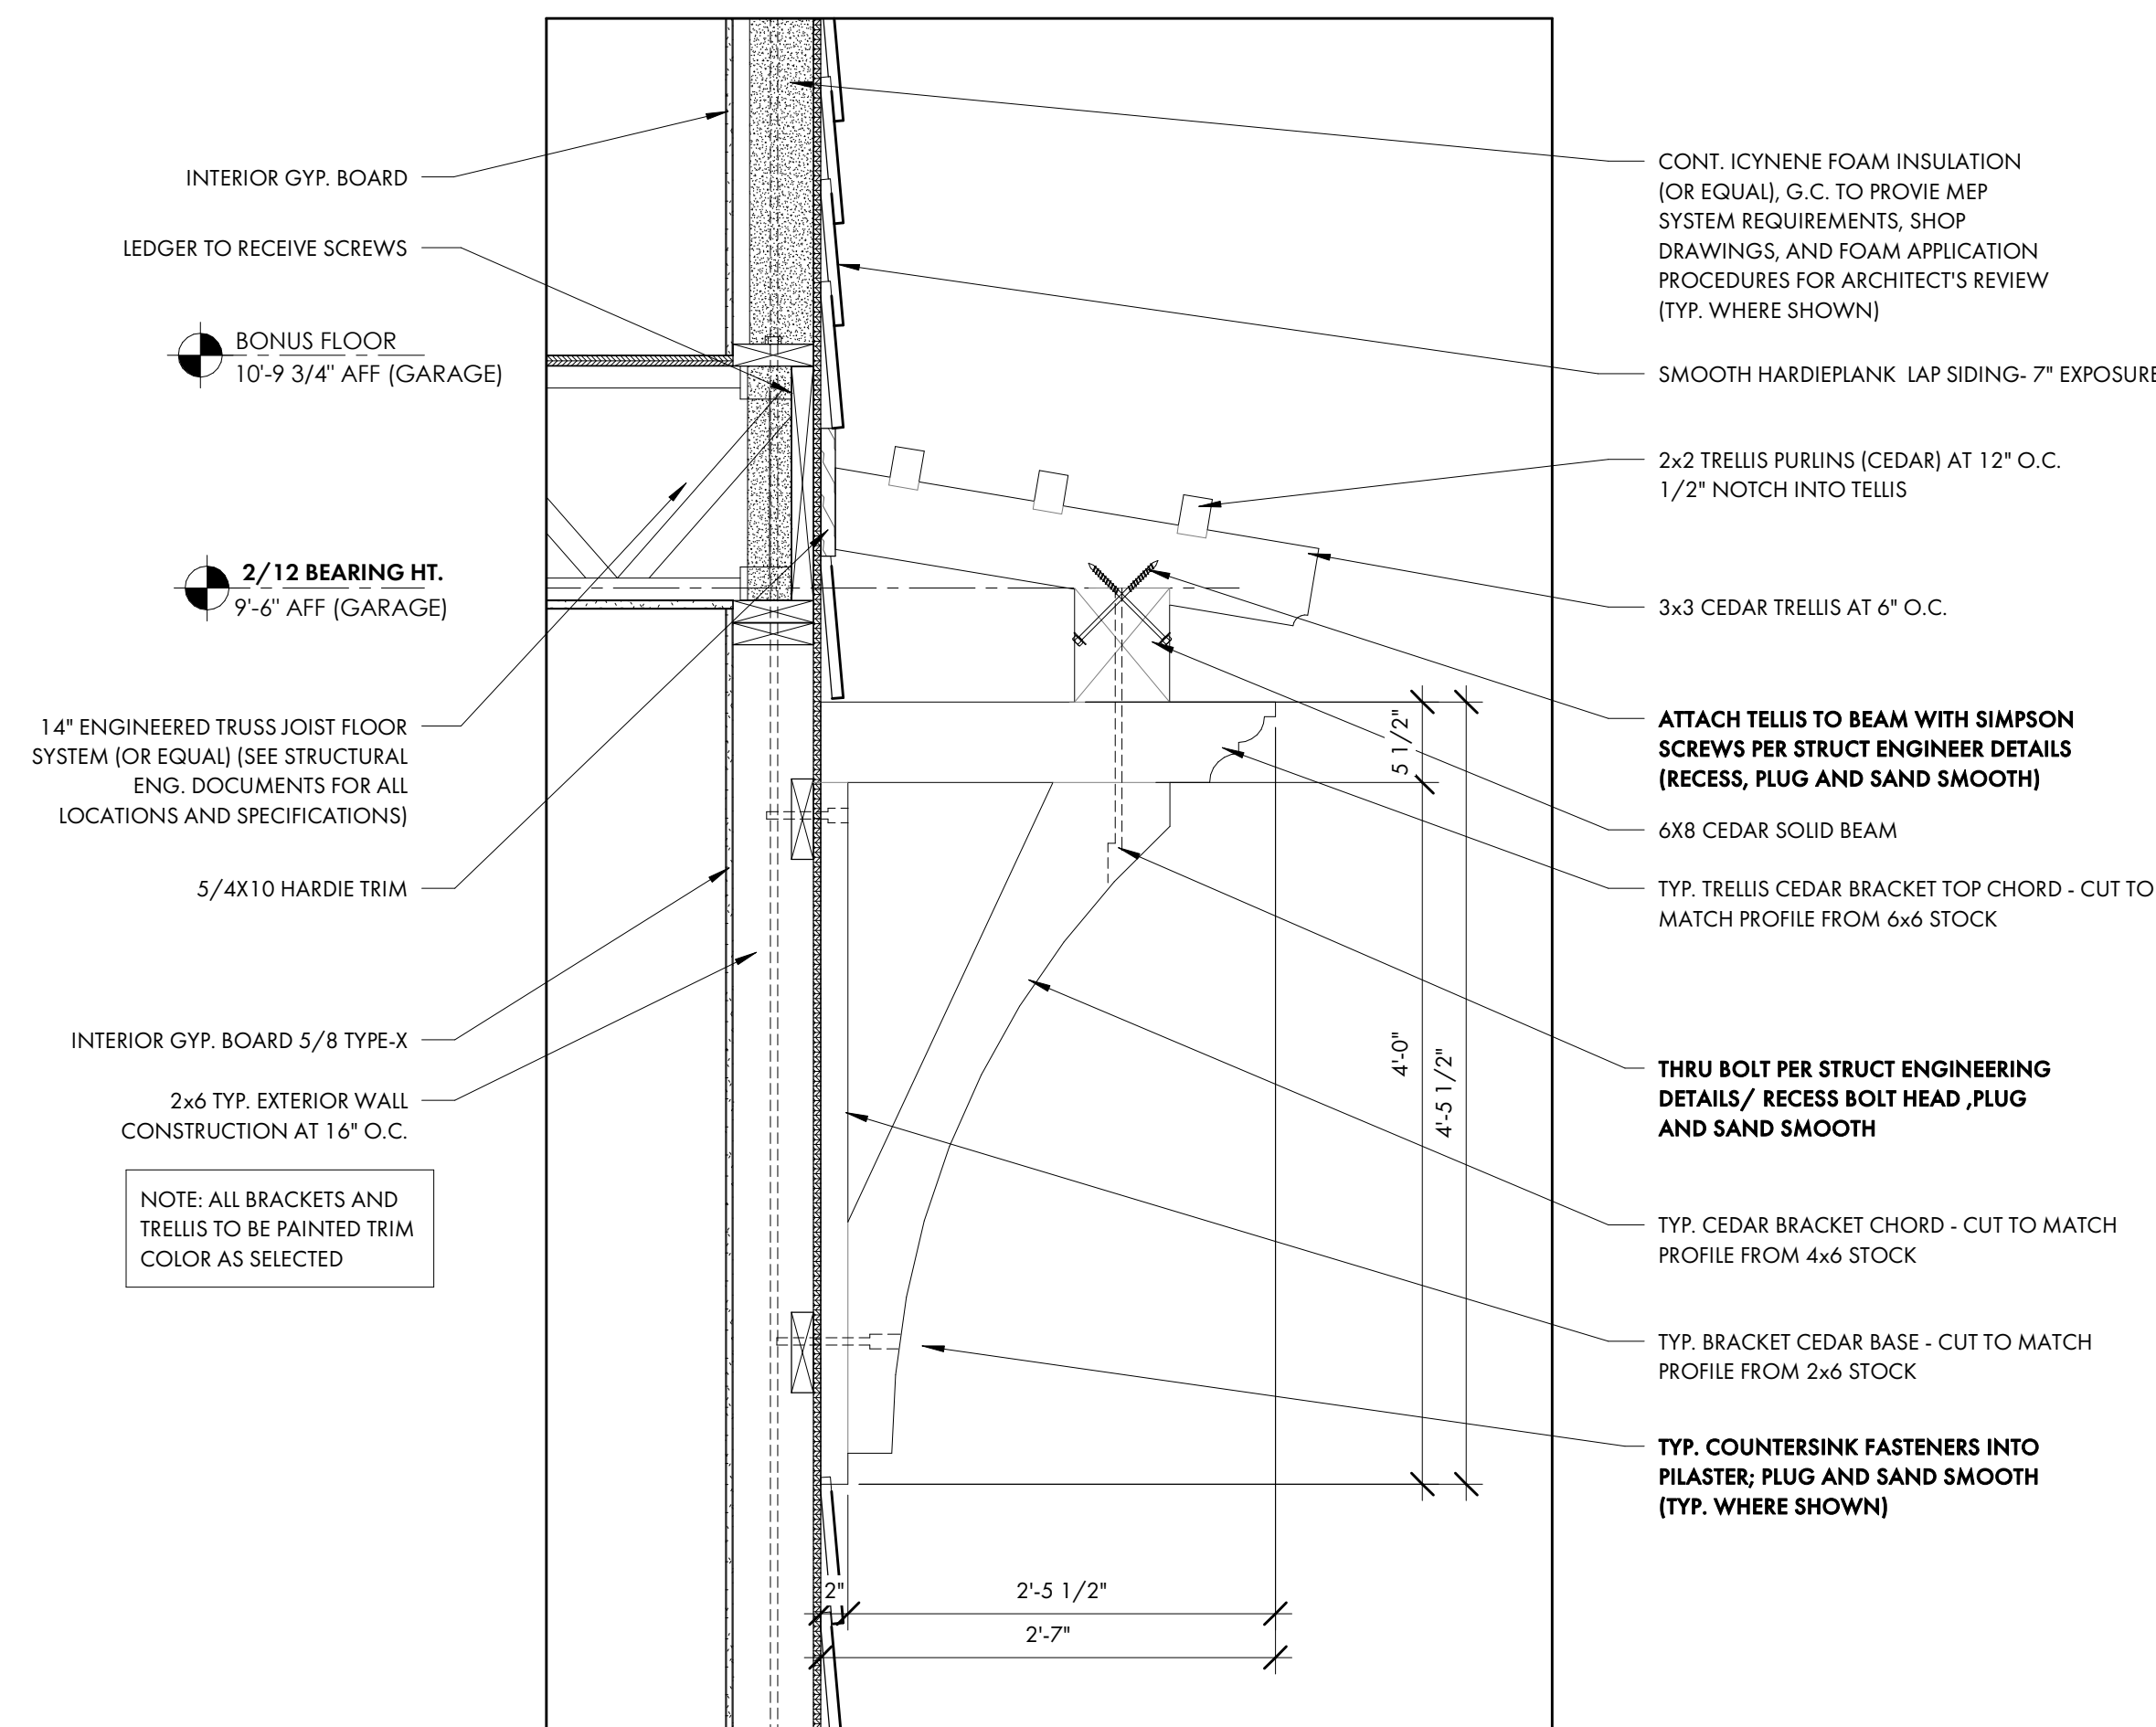 INTERIOR GYP. BOARD
LEDGER TO RECEIVE SCREWS
BONUS FLOOR
10'-9 3/4" AFF (GARAGE)
2/12 BEARING HT.
9'-6" AFF (GARAGE)
14" ENGINEERED TRUSS JOIST FLOOR
SYSTEM (OR EQUAL) (SEE STRUCTURAL
ENG. DOCUMENTS FOR ALL
LOCATIONS AND SPECIFICATIONS)
5/4X10 HARDIE TRIM
INTERIOR GYP. BOARD 5/8 TYPE-X
2x6 TYP. EXTERIOR WALL
CONSTRUCTION AT 16" O.C.
NOTE: ALL BRACKETS AND
TRELLIS TO BE PAINTED TRIM
COLOR AS SELECTED
5 1/2"
4'-0"
4'-5 1/2"
2"
2'-5 1/2"
2'-7"
CONT. ICYNENE FOAM INSULATION
(OR EQUAL), G.C. TO PROVIE MEP
SYSTEM REQUIREMENTS, SHOP
DRAWINGS, AND FOAM APPLICATION
PROCEDURES FOR ARCHITECT'S REVIEW
(TYP. WHERE SHOWN)
SMOOTH HARDIEPLANK LAP SIDING- 7" EXPOSURE
2x2 TRELLIS PURLINS (CEDAR) AT 12" O.C.
1/2" NOTCH INTO TELLIS
3x3 CEDAR TRELLIS AT 6" O.C.
ATTACH TELLIS TO BEAM WITH SIMPSON
SCREWS PER STRUCT ENGINEER DETAILS
(RECESS, PLUG AND SAND SMOOTH)
6X8 CEDAR SOLID BEAM
TYP. TRELLIS CEDAR BRACKET TOP CHORD - CUT TO
MATCH PROFILE FROM 6x6 STOCK
THRU BOLT PER STRUCT ENGINEERING
DETAILS/ RECESS BOLT HEAD ,PLUG
AND SAND SMOOTH
TYP. CEDAR BRACKET CHORD - CUT TO MATCH
PROFILE FROM 4x6 STOCK
TYP. BRACKET CEDAR BASE - CUT TO MATCH
PROFILE FROM 2x6 STOCK
TYP. COUNTERSINK FASTENERS INTO
PILASTER; PLUG AND SAND SMOOTH
(TYP. WHERE SHOWN)